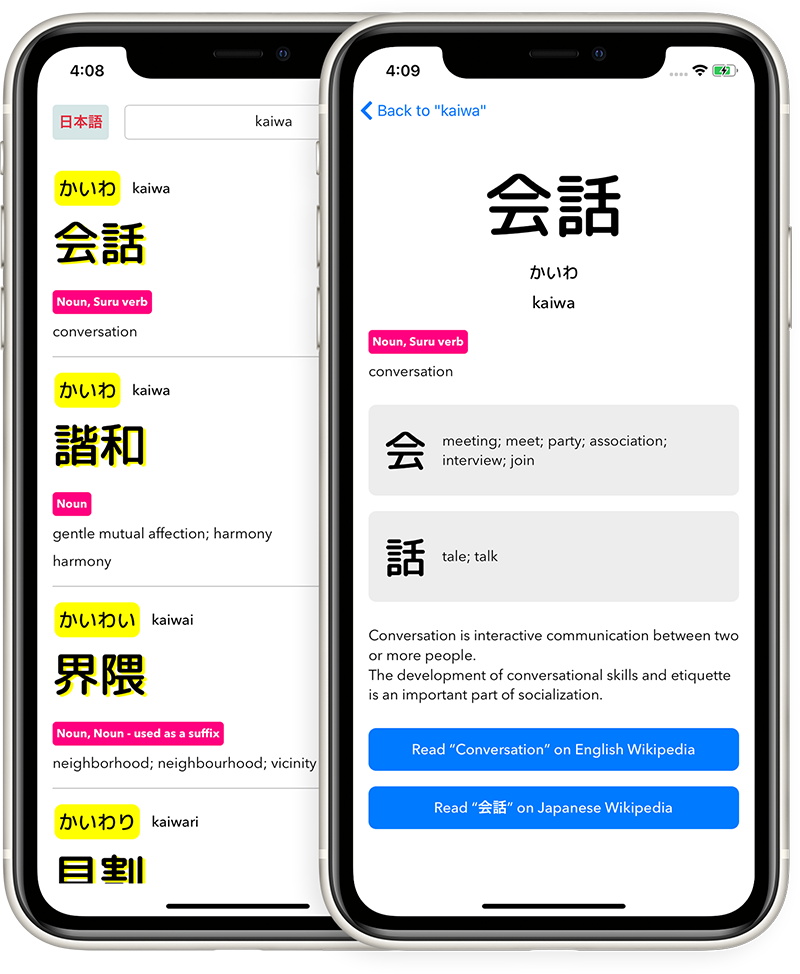 4:08
日本語
kaiwa
かいわ kaiwa
会話
Noun, Suru verb
conversation
かいわ kaiwa
諧和
Noun
gentle mutual affection; harmony
harmony
かいわい kaiwai
界隈
Noun, Noun - used as a suffix
neighborhood; neighbourhood; vicinity
かいわり kaiwari
4:09
Back to "kaiwa"
会話
かいわ
kaiwa
Noun, Suru verb
conversation
会 meeting; meet; party; association;
interview; join
話 tale; talk
Conversation is interactive communication between two
or more people.
The development of conversational skills and etiquette
is an important part of socialization.
Read “Conversation” on English Wikipedia
Read “会話” on Japanese Wikipedia